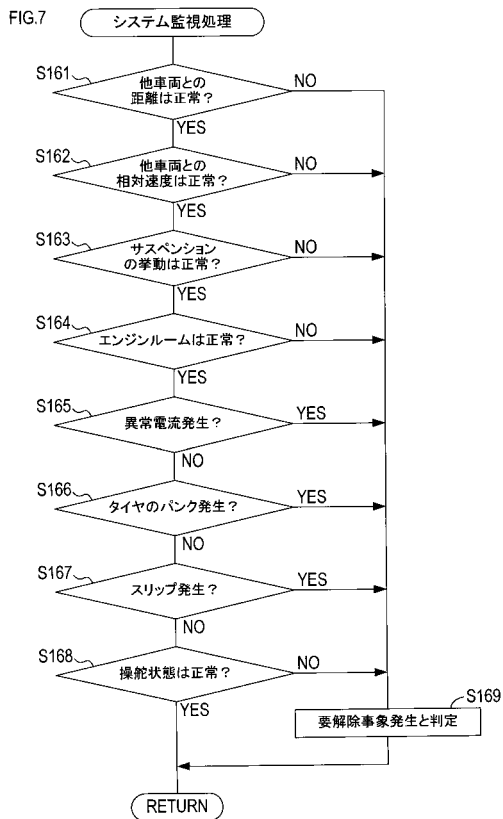 FIG.7
システム監視処理
S161
他車両との
距離は正常?
NO
YES
S162
他車両との
相対速度は正常?
NO
YES
S163
サスペンション
の挙動は正常?
NO
YES
S164
エンジンルームは正常?
NO
YES
S165
異常電流発生?
YES
NO
S166
タイヤのパンク発生?
YES
NO
S167
スリップ発生?
YES
NO
S168
操舵状態は正常?
NO
YES
S169
要解除事象発生と判定
RETURN